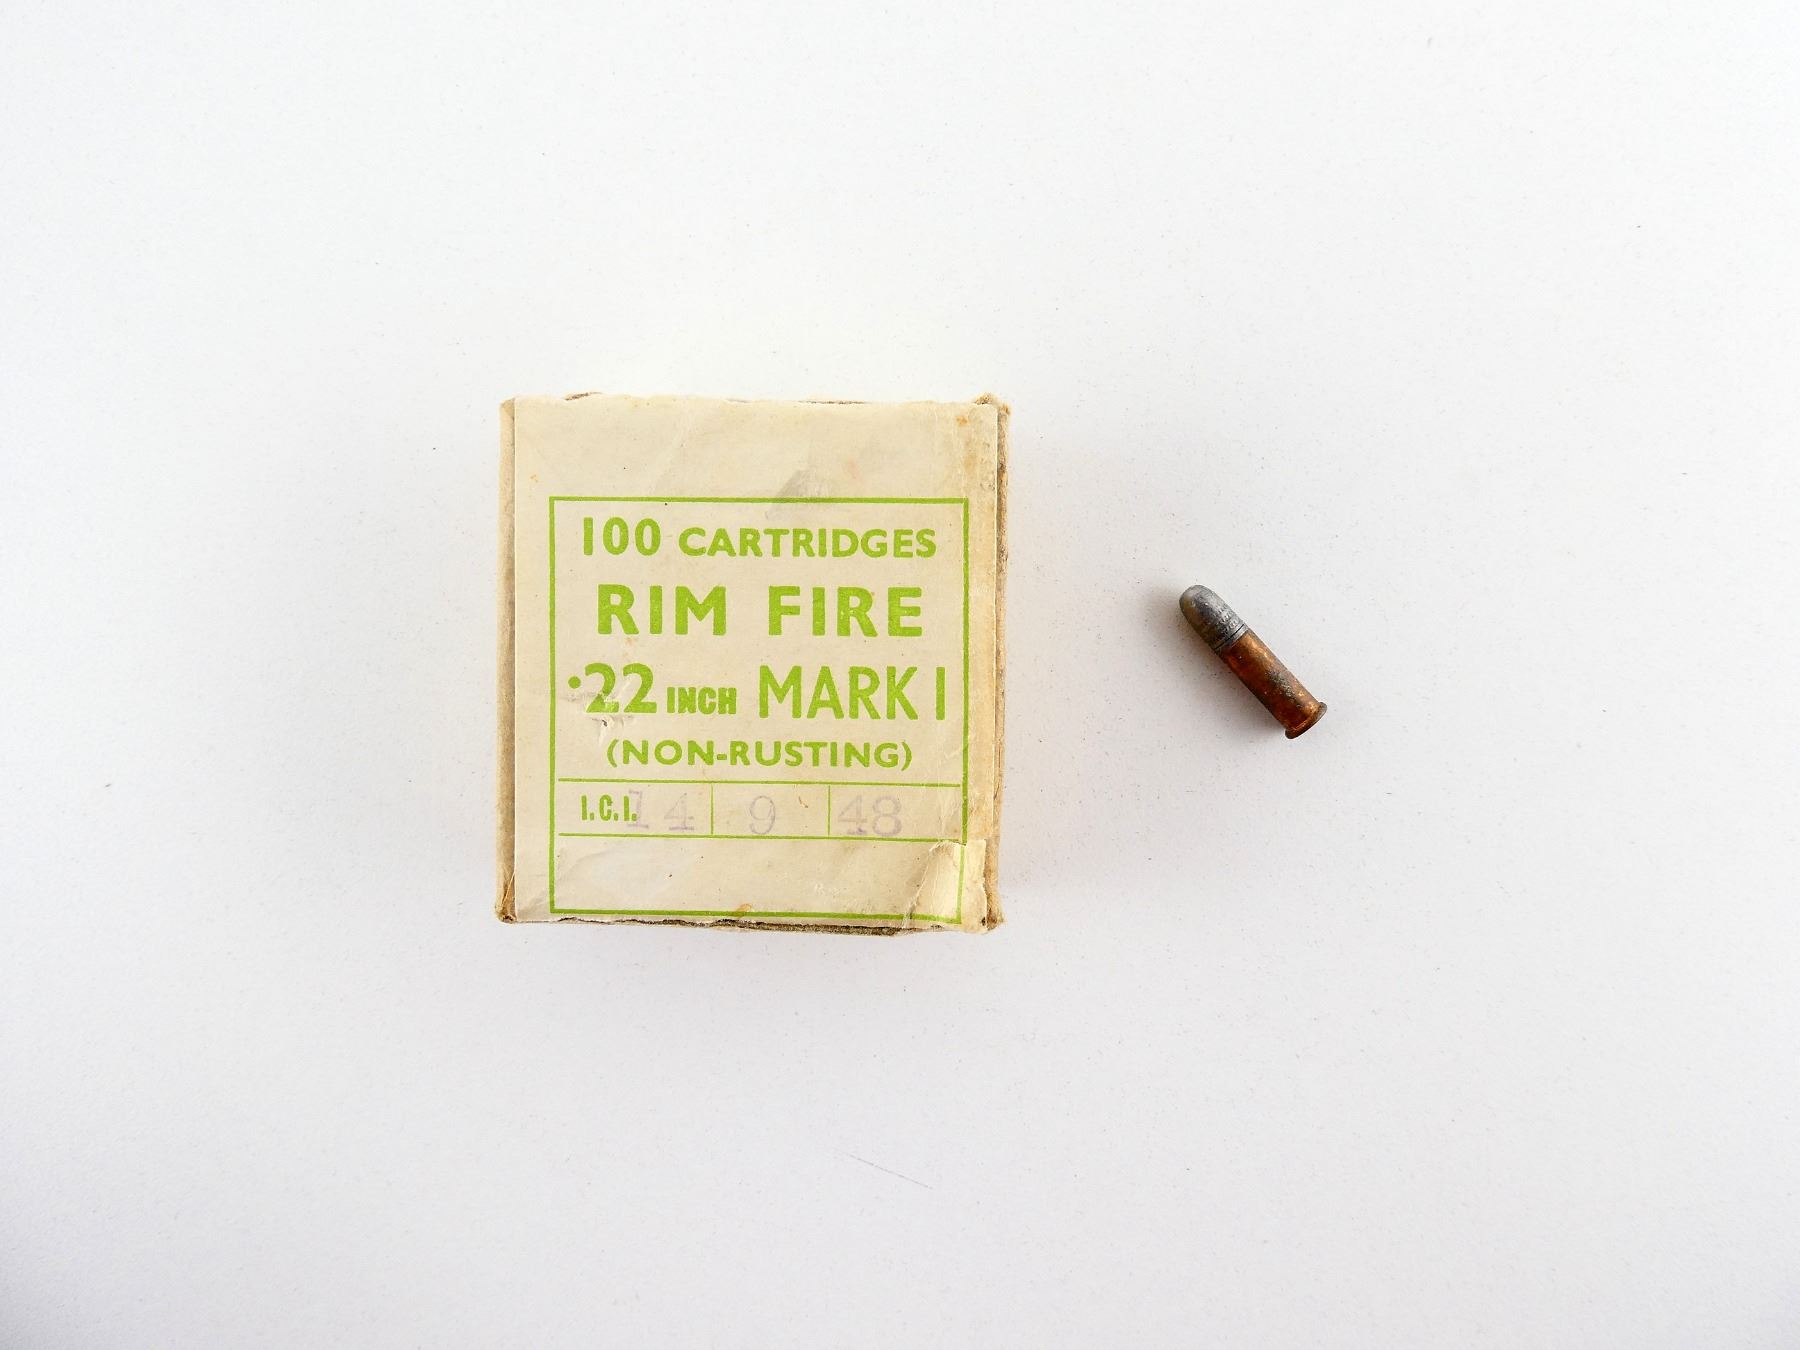 100 CARTRIDGES
RIM FIRE
·22 INCH MARK I
(NON-RUSTING)
I.C.I. 14 9 48